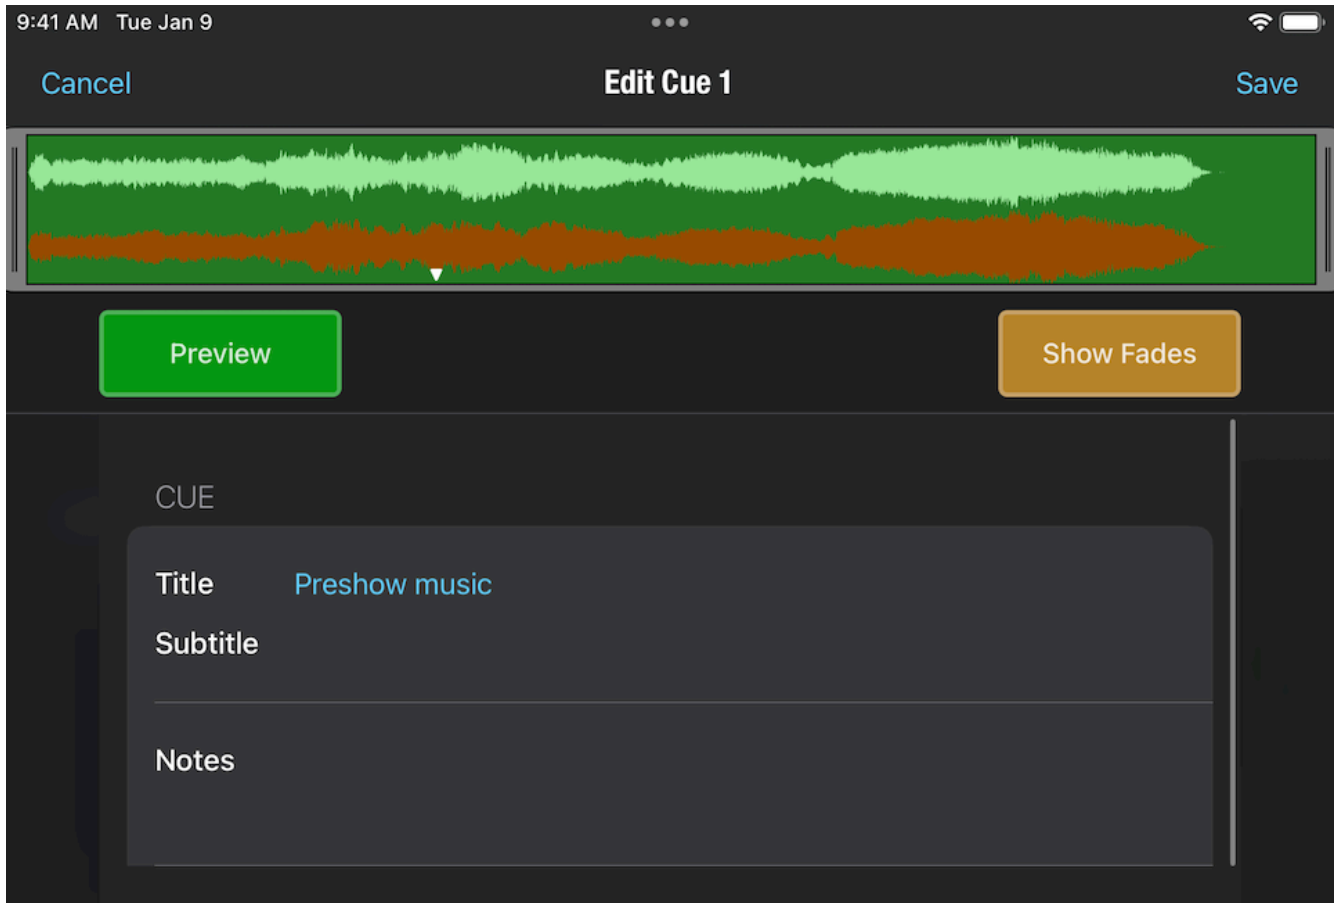 9:41 AM Tue Jan 9
Cancel Edit Cue 1 Save
Preview Show Fades
CUE
Title Preshow music
Subtitle
Notes